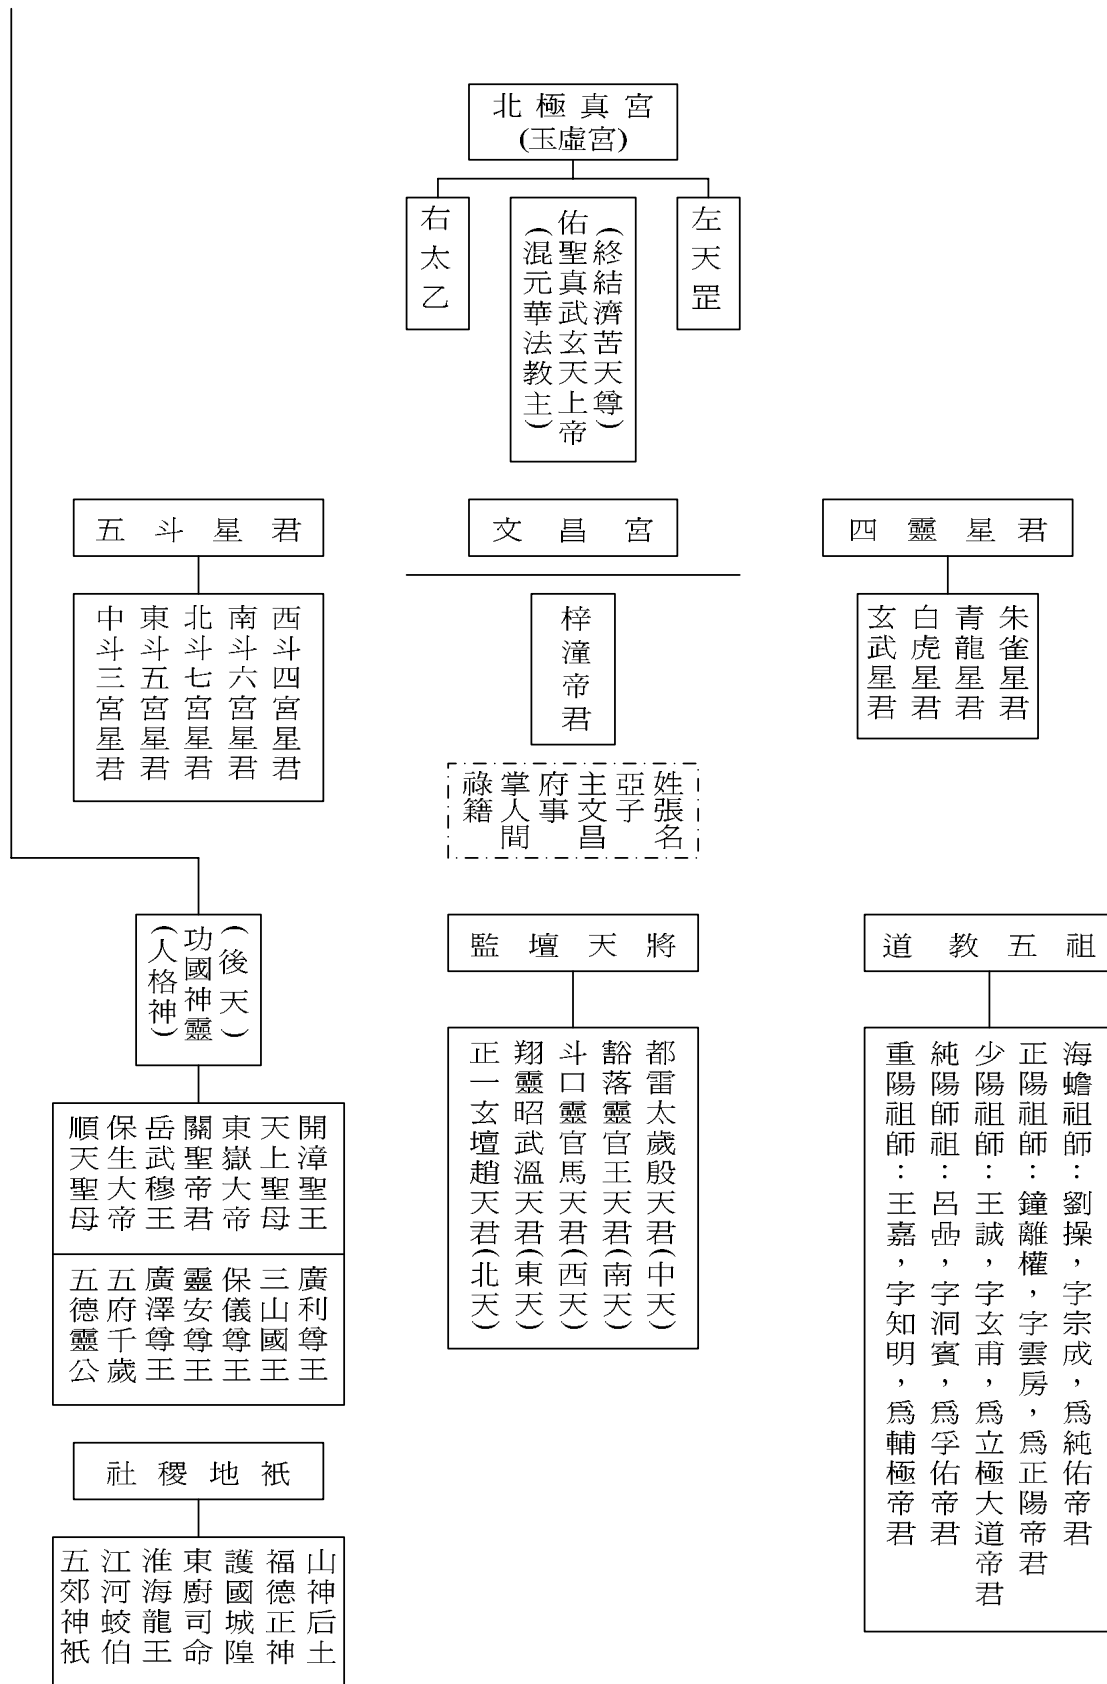 北極真宮
(玉虛宮)
左天罡
(終結濟苦天尊)
佑聖真武玄天上帝
(混元華法教主)
右太乙
四靈星君
朱雀星君
青龍星君
白虎星君
玄武星君
文昌宮
梓潼帝君
姓張名
亞子
主文昌
府事
掌人間
祿籍
五斗星君
西斗四宮星君
南斗六宮星君
北斗七宮星君
東斗五宮星君
中斗三宮星君
道教五祖
海蟾祖師：劉操，字宗成，為純佑帝君
正陽祖師：鐘離權，字雲房，為正陽帝君
少陽祖師：王誠，字玄甫，為立極大道帝君
純陽師祖：呂喦，字洞賓，為孚佑帝君
重陽祖師：王嘉，字知明，為輔極帝君
監壇天將
都雷太歲殷天君(中天)
豁落靈官王天君(南天)
斗口靈官馬天君(西天)
翔靈昭武溫天君(東天)
正一玄壇趙天君(北天)
(後天)
功國神靈
(人格神)
開漳聖王
天上聖母
東嶽大帝
關聖帝君
岳武穆王
保生大帝
順天聖母
廣利尊王
三山國王
保儀尊王
靈安尊王
廣澤尊王
五府千歲
五德靈公
社稷地祇
山神后土
福德正神
護國城隍
東廚司命
淮海龍王
江河蛟伯
五郊神祇